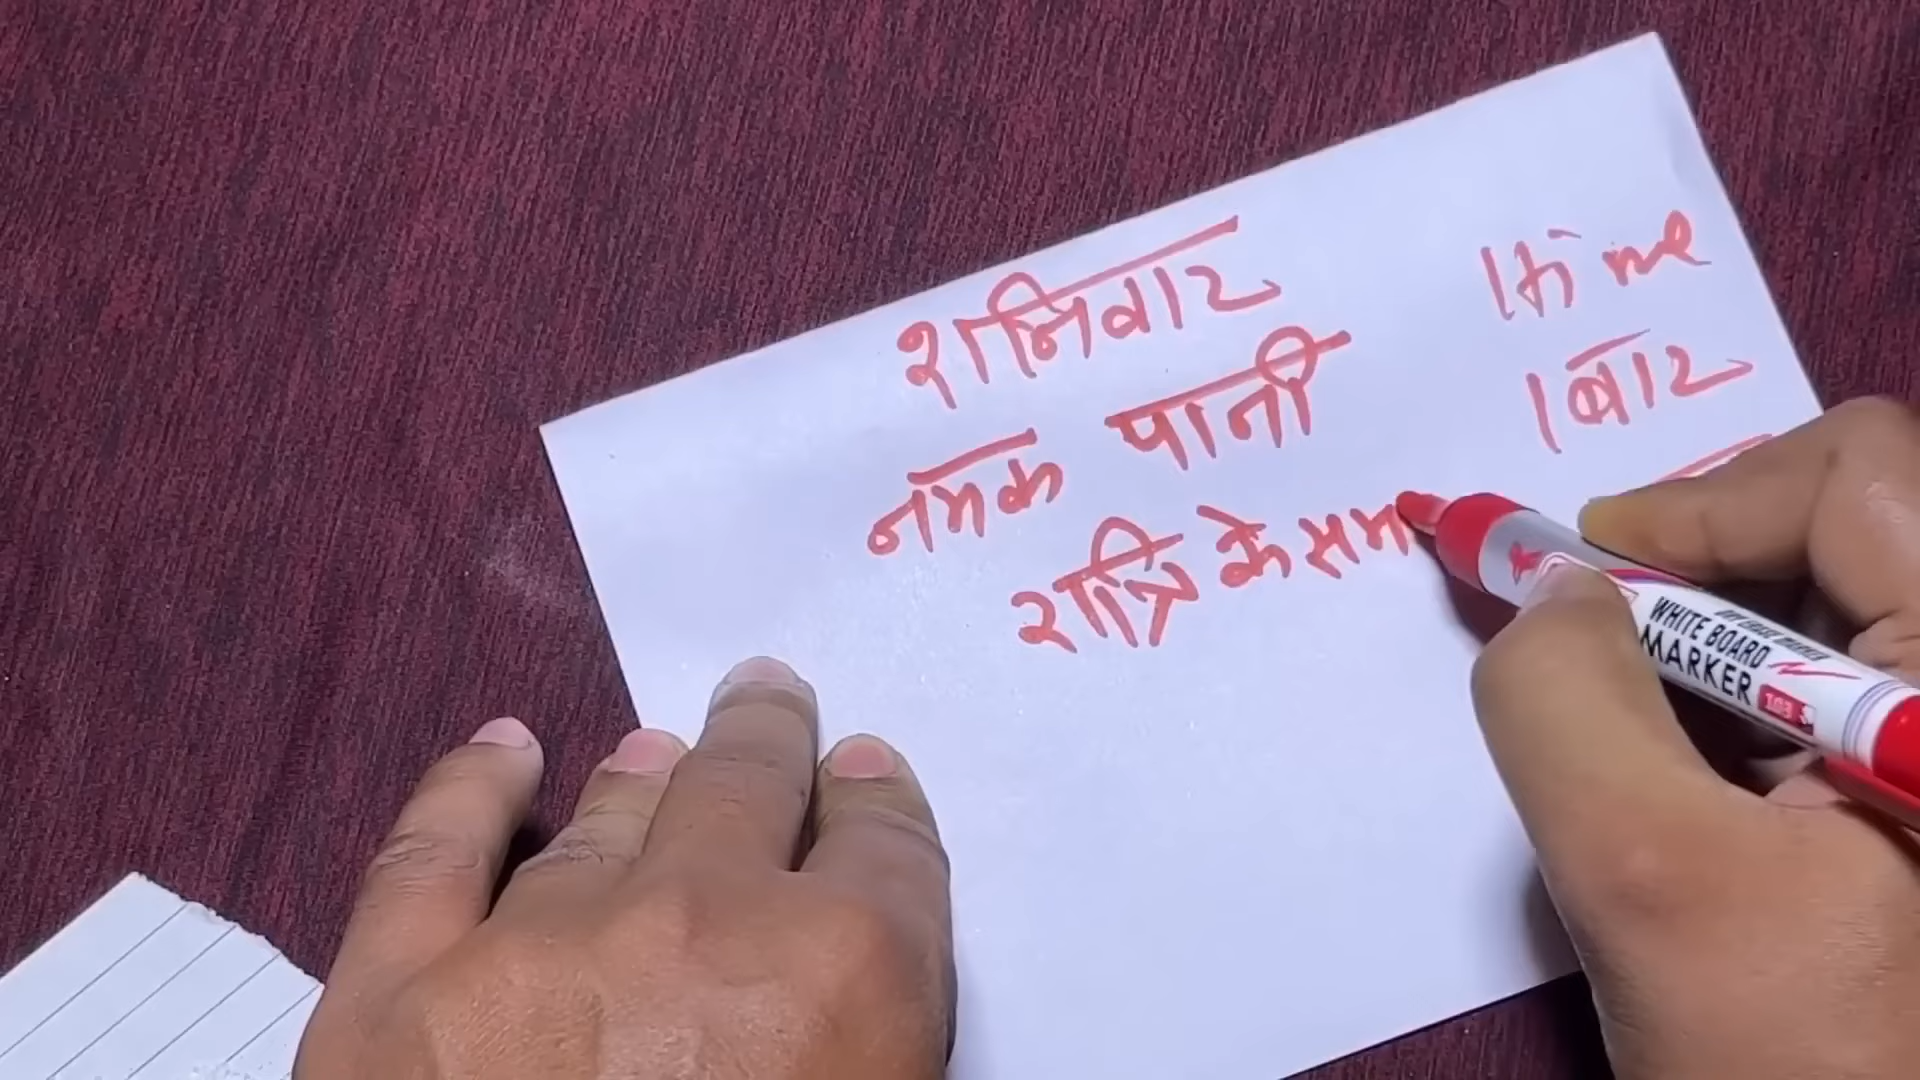 शनिवार
नमक पानी
रात्रि के सम
1 time
1 बार
WHITE BOARD
MARKER